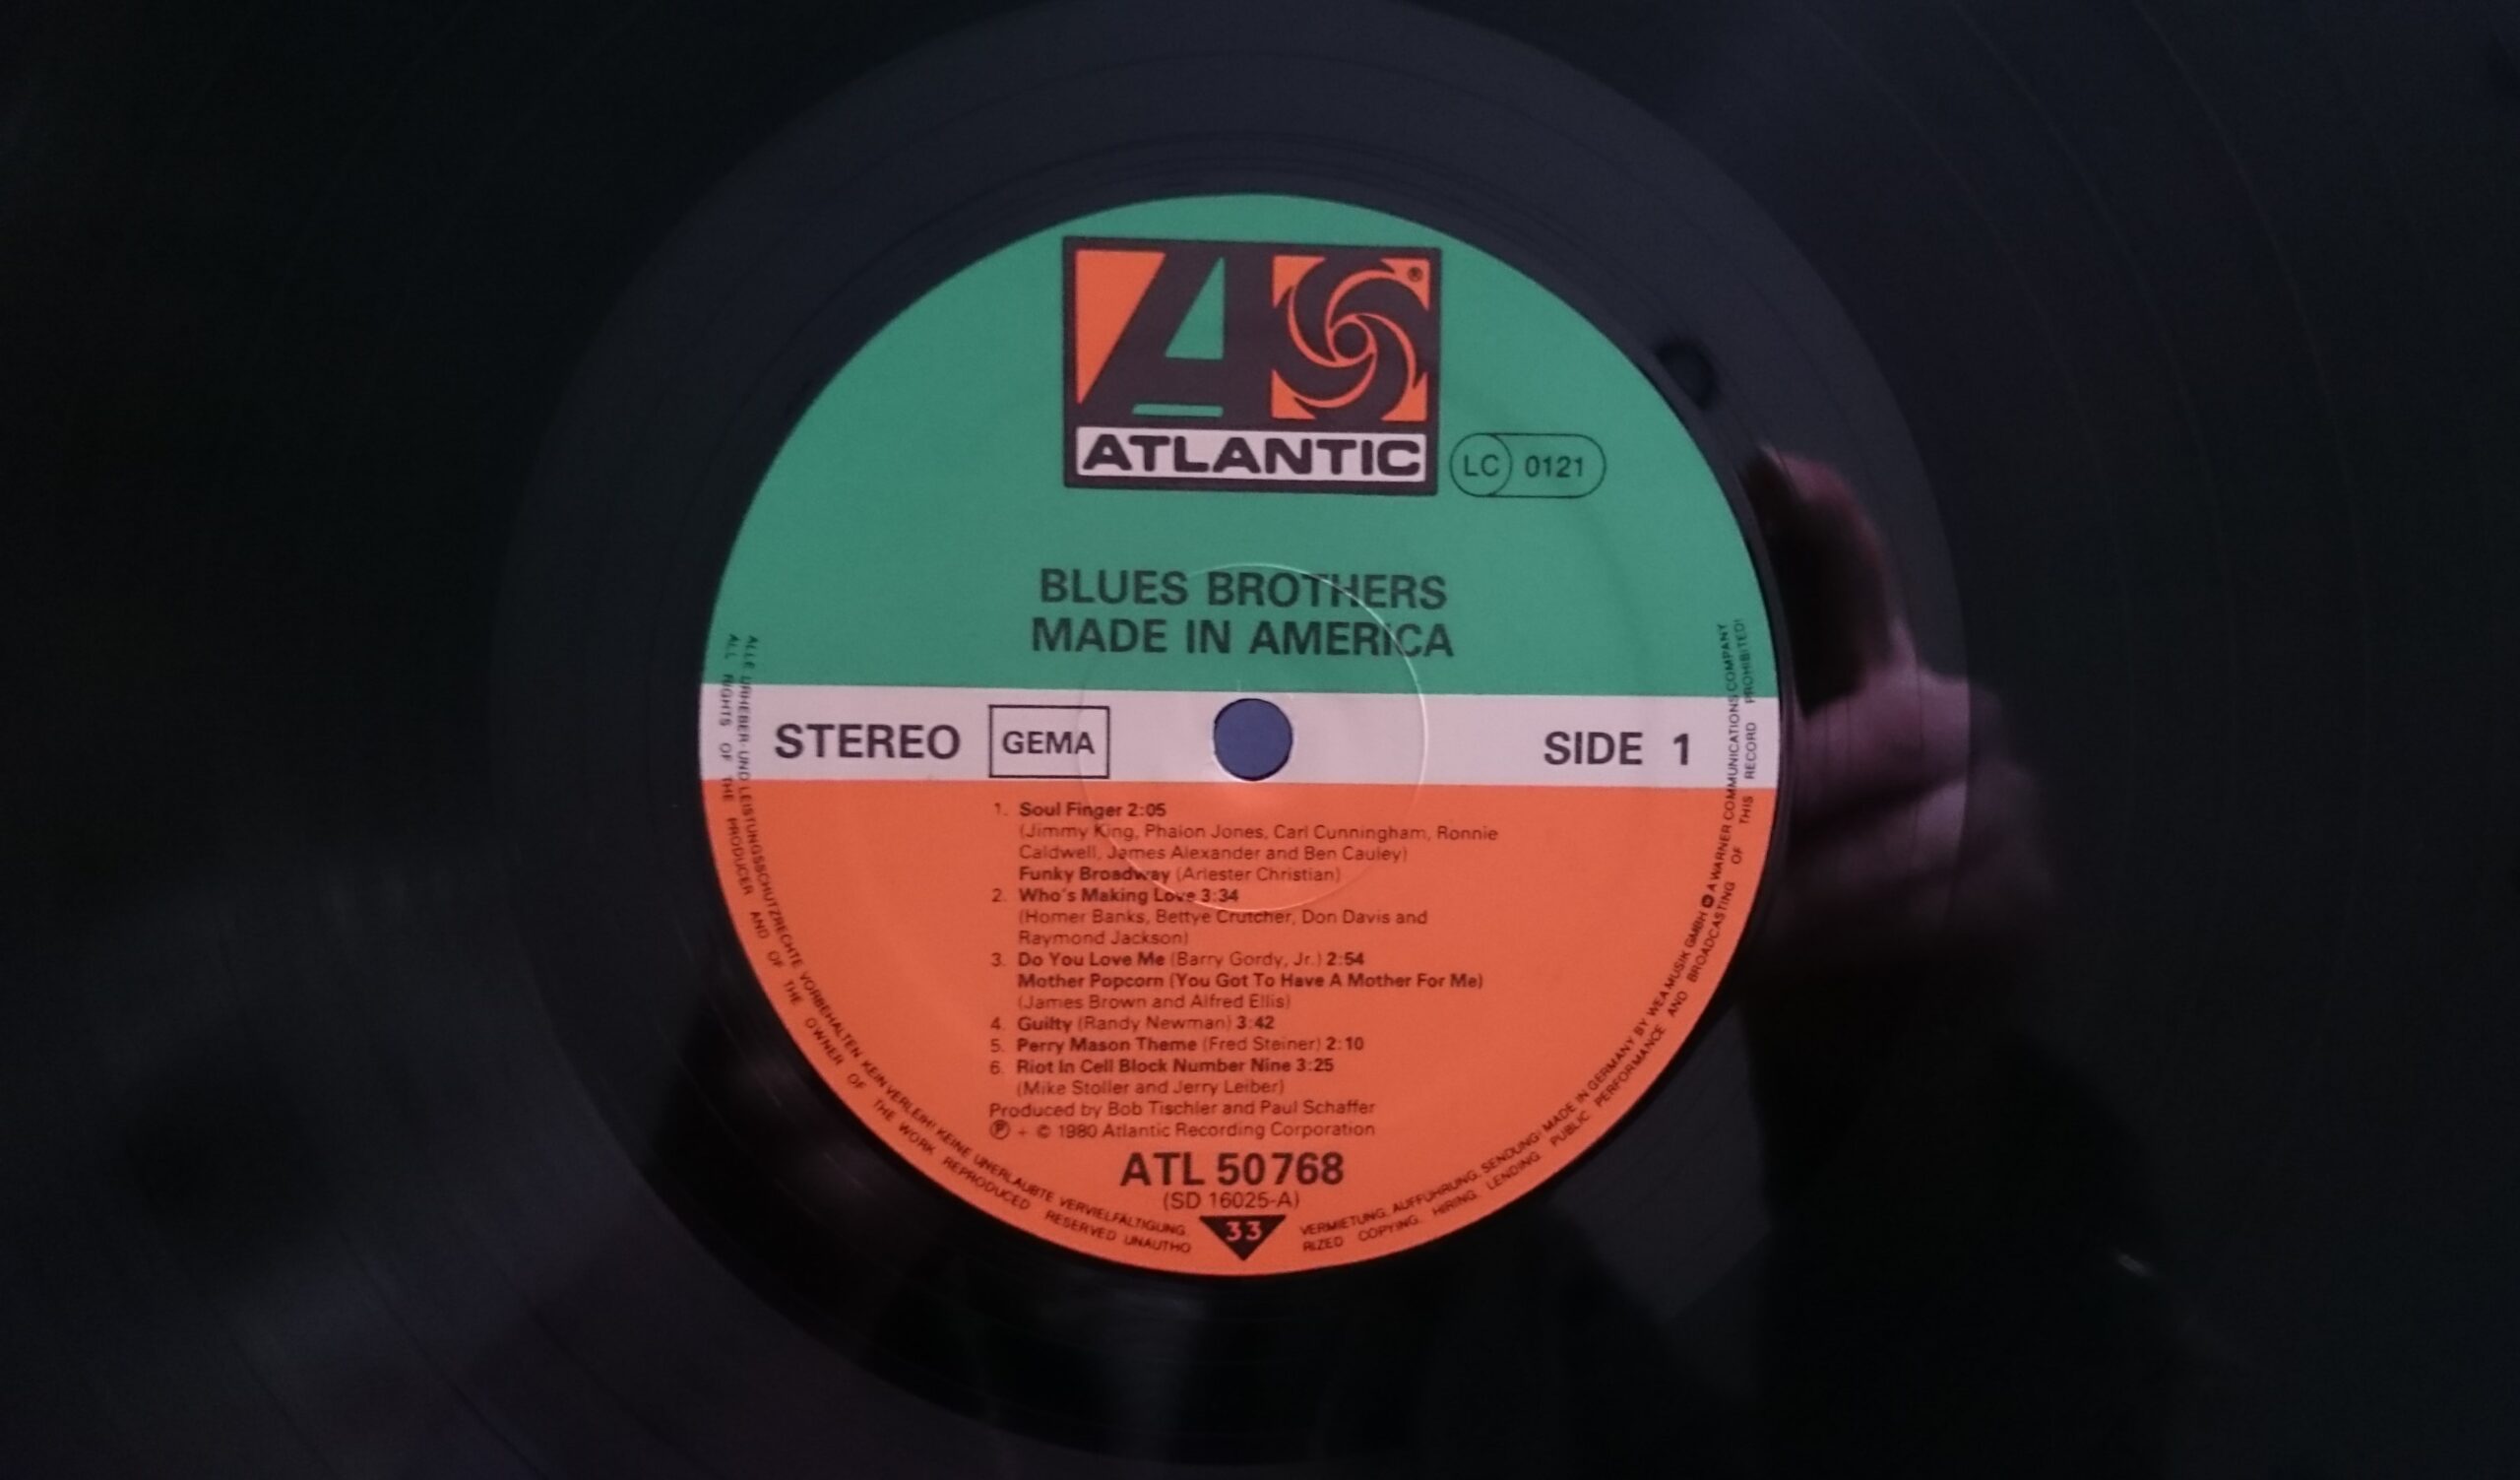 ®
ATLANTIC
LC 0121
BLUES BROTHERS
MADE IN AMERICA
STEREO GEMA SIDE 1
1. Soul Finger 2:05
(Jimmy King, Phalon Jones, Carl Cunningham, Ronnie
Caldwell, James Alexander and Ben Cauley)
Funky Broadway (Arlester Christian)
2. Who's Making Love 3:34
(Homer Banks, Bettye Crutcher, Don Davis and
Raymond Jackson)
3. Do You Love Me (Barry Gordy, Jr.) 2:54
Mother Popcorn (You Got To Have A Mother For Me)
(James Brown and Alfred Ellis)
4. Guilty (Randy Newman) 3:42
5. Perry Mason Theme (Fred Steiner) 2:10
6. Riot In Cell Block Number Nine 3:25
(Mike Stoller and Jerry Leiber)
Produced by Bob Tischler and Paul Schaffer
Ⓟ + © 1980 Atlantic Recording Corporation
ATL 50 768
(SD 16025-A)
33
ALLE URHEBER- UND LEISTUNGSSCHUTZRECHTE VORBEHALTEN KEIN VERLEIH! KEINE UNERLAUBTE VERVIELFÄLTIGUNG, VERMIETUNG, AUFFÜHRUNG, SENDUNG! MADE IN GERMANY BY WEA MUSIK GMBH A WARNER COMMUNICATIONS COMPANY
ALL RIGHTS OF THE PRODUCER AND OF THE OWNER OF THE WORK REPRODUCED RESERVED UNAUTHORIZED COPYING, HIRING, LENDING, PUBLIC PERFORMANCE AND BROADCASTING OF THIS RECORD PROHIBITED!